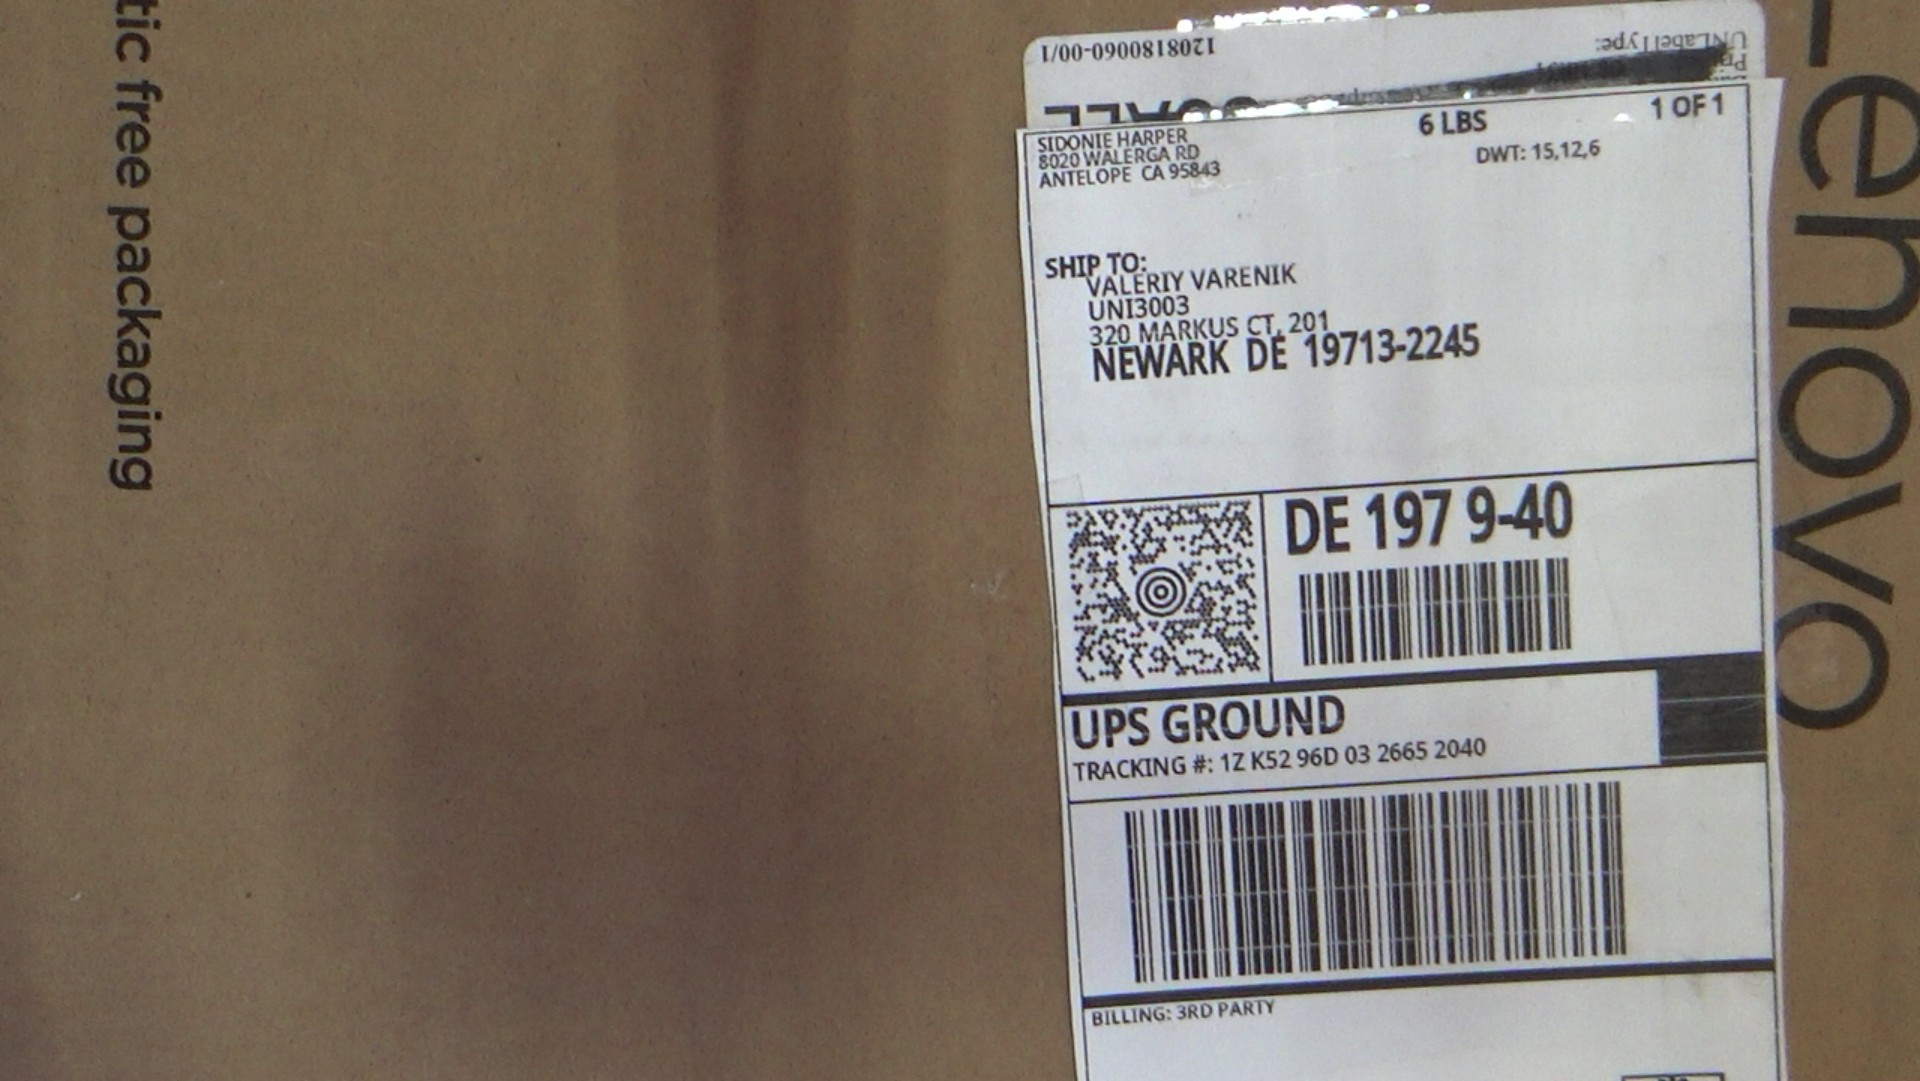 tic free packaging
1208180060-00/1
UNLabelType:
SIDONIE HARPER
8020 WALERGA RD
ANTELOPE CA 95843
6 LBS
1 OF 1
DWT: 15,12,6
SHIP TO:
VALERIY VARENIK
UNI3003
320 MARKUS CT, 201
NEWARK DE 19713-2245
DE 197 9-40
UPS GROUND
TRACKING #: 1Z K52 96D 03 2665 2040
BILLING: 3RD PARTY
Lenovo